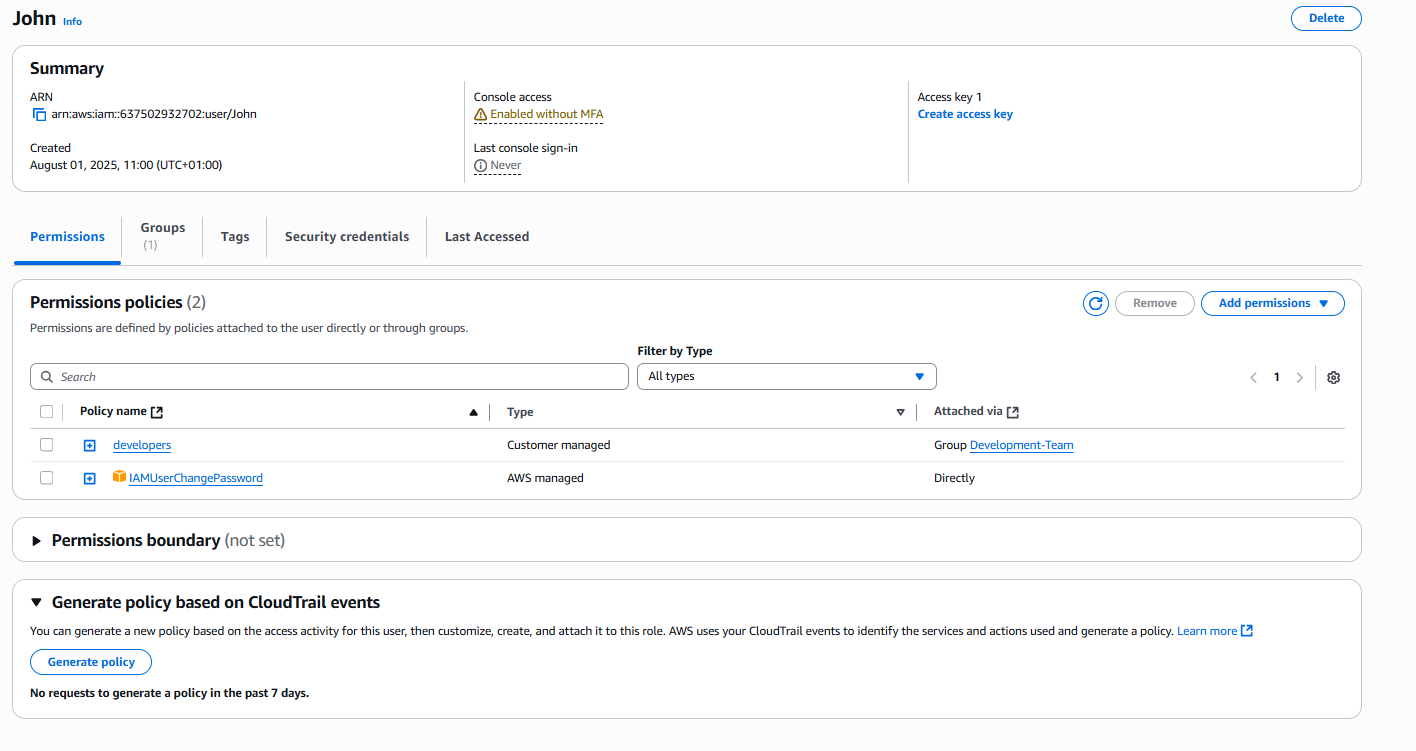 John Info
Delete
Summary
ARN
arn:aws:iam::637502932702:user/John
Created
August 01, 2025, 11:00 (UTC+01:00)
Console access
Enabled without MFA
Last console sign-in
Never
Access key 1
Create access key
Permissions
Groups
(1)
Tags
Security credentials
Last Accessed
Permissions policies (2)
Remove
Add permissions
Permissions are defined by policies attached to the user directly or through groups.
Filter by Type
Search
All types
1
Policy name
Type
Attached via
developers
Customer managed
Group Development-Team
IAMUserChangePassword
AWS managed
Directly
Permissions boundary (not set)
Generate policy based on CloudTrail events
You can generate a new policy based on the access activity for this user, then customize, create, and attach it to this role. AWS uses your CloudTrail events to identify the services and actions used and generate a policy. Learn more
Generate policy
No requests to generate a policy in the past 7 days.